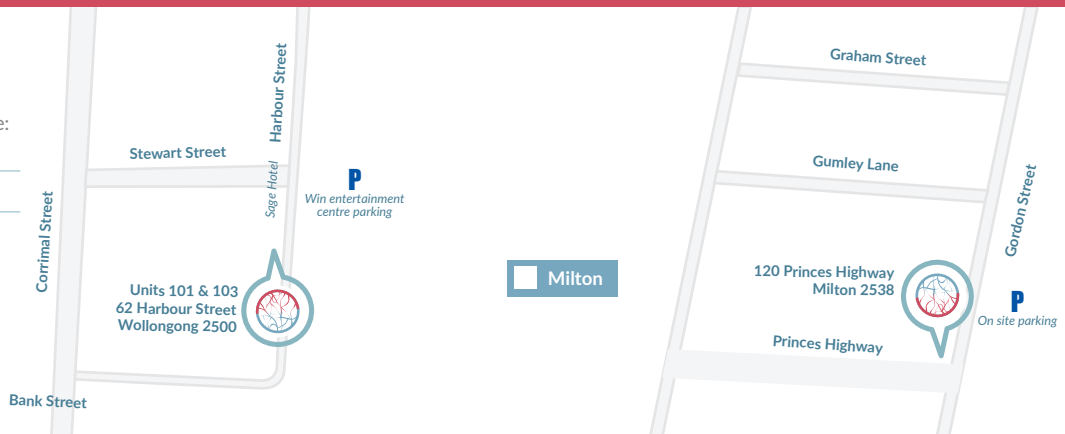 e:
Corrimal Street
Stewart Street
Harbour Street
Sage Hotel
P
Win entertainment
centre parking
Units 101 & 103
62 Harbour Street
Wollongong 2500
Bank Street
Milton
Graham Street
Gumley Lane
Gordon Street
120 Princes Highway
Milton 2538
P
On site parking
Princes Highway